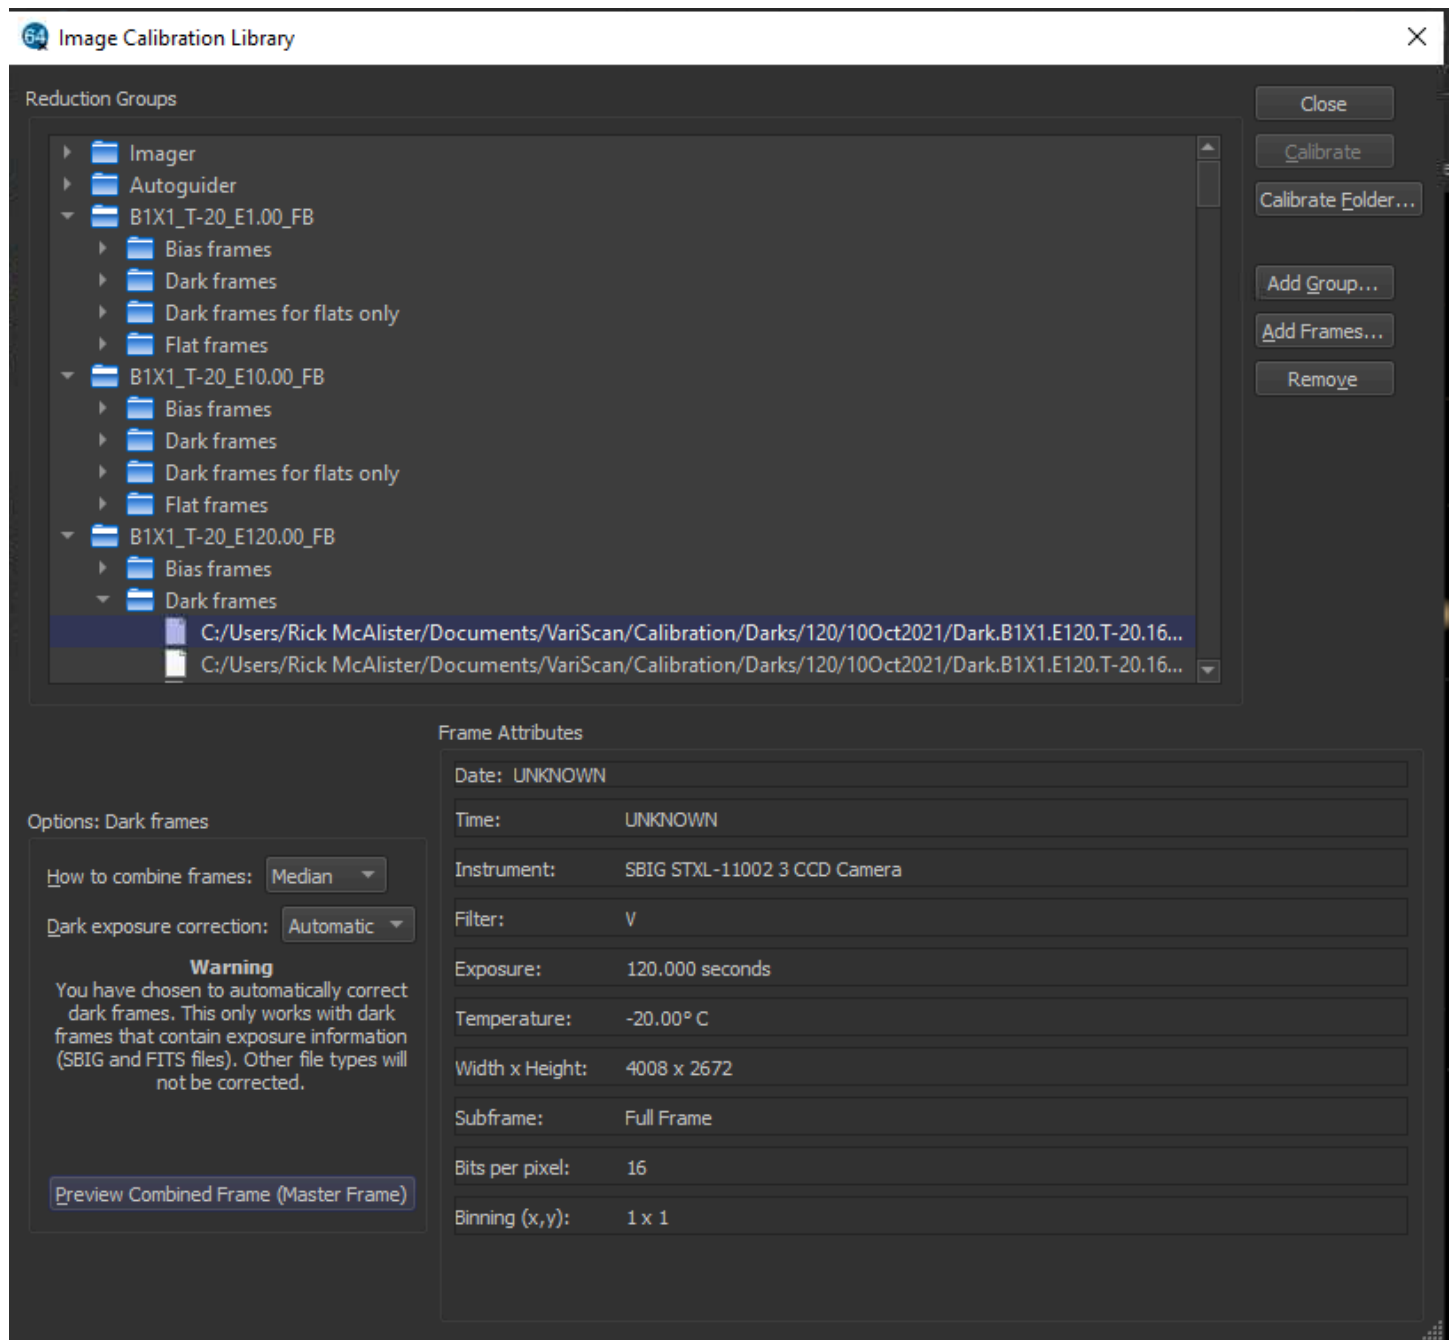 64
Image Calibration Library
Reduction Groups
Close
Imager
Calibrate
Autoguider
Calibrate Folder...
B1X1_T-20_E1.00_FB
Bias frames
Dark frames
Add Group...
Dark frames for flats only
Add Frames...
Flat frames
B1X1_T-20_E10.00_FB
Remove
Bias frames
Dark frames
Dark frames for flats only
Flat frames
B1X1_T-20_E120.00_FB
Bias frames
Dark frames
C:/Users/Rick McAlister/Documents/VariScan/Calibration/Darks/120/10Oct2021/Dark.B1X1.E120.T-20.16...
C:/Users/Rick McAlister/Documents/VariScan/Calibration/Darks/120/10Oct2021/Dark.B1X1.E120.T-20.16...
Options: Dark frames
How to combine frames: Median
Dark exposure correction: Automatic
Warning
You have chosen to automatically correct
dark frames. This only works with dark
frames that contain exposure information
(SBIG and FITS files). Other file types will
not be corrected.
Preview Combined Frame (Master Frame)
Frame Attributes
Date: UNKNOWN
Time: UNKNOWN
Instrument: SBIG STXL-11002 3 CCD Camera
Filter: V
Exposure: 120.000 seconds
Temperature: -20.00° C
Width x Height: 4008 x 2672
Subframe: Full Frame
Bits per pixel: 16
Binning (x,y): 1 x 1